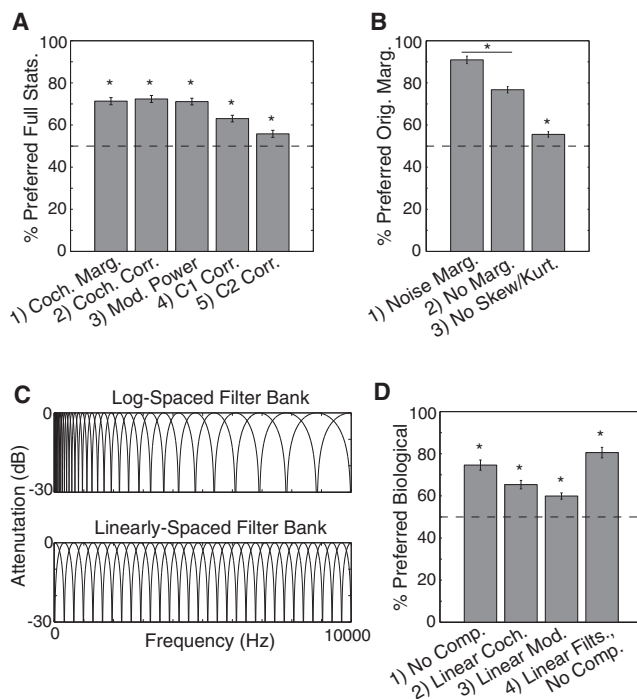 A
% Preferred Full Stats.
100
80
60
40
20
0
* * * * *
1) Coch. Marg.
2) Coch. Corr.
3) Mod. Power
4) C1 Corr.
5) C2 Corr.
B
% Preferred Orig. Marg.
100
80
60
40
20
0
* *
1) Noise Marg.
2) No Marg.
3) No Skew/Kurt.
C
Log-Spaced Filter Bank
0
-30
Attenutation (dB)
Linearly-Spaced Filter Bank
0
-30
0 10000
Frequency (Hz)
D
% Preferred Biological
100
80
60
40
20
0
* * * *
1) No Comp.
2) Linear Coch.
3) Linear Mod.
4) Linear Filts.,
No Comp.